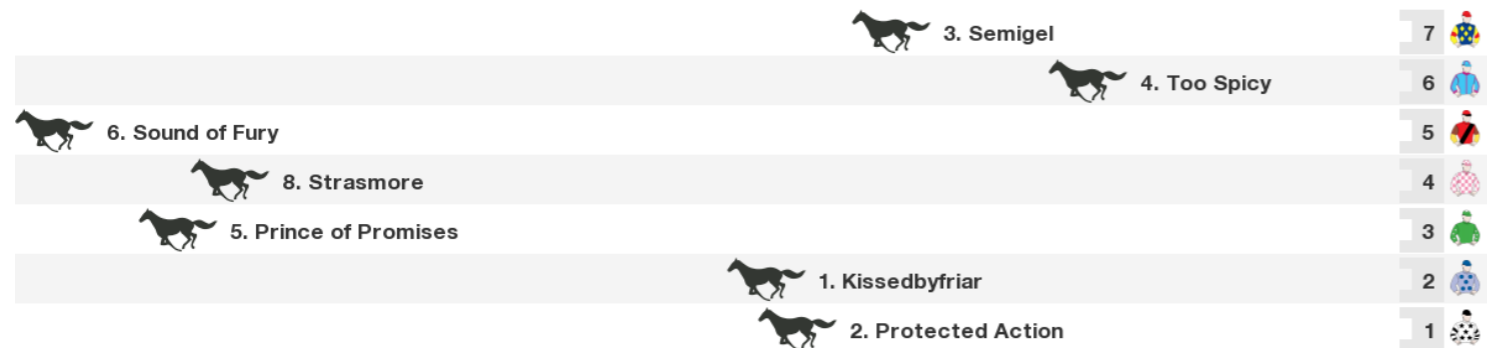 3. Semigel 7
4. Too Spicy 6
6. Sound of Fury 5
8. Strasmore 4
5. Prince of Promises 3
1. Kissedbyfriar 2
2. Protected Action 1